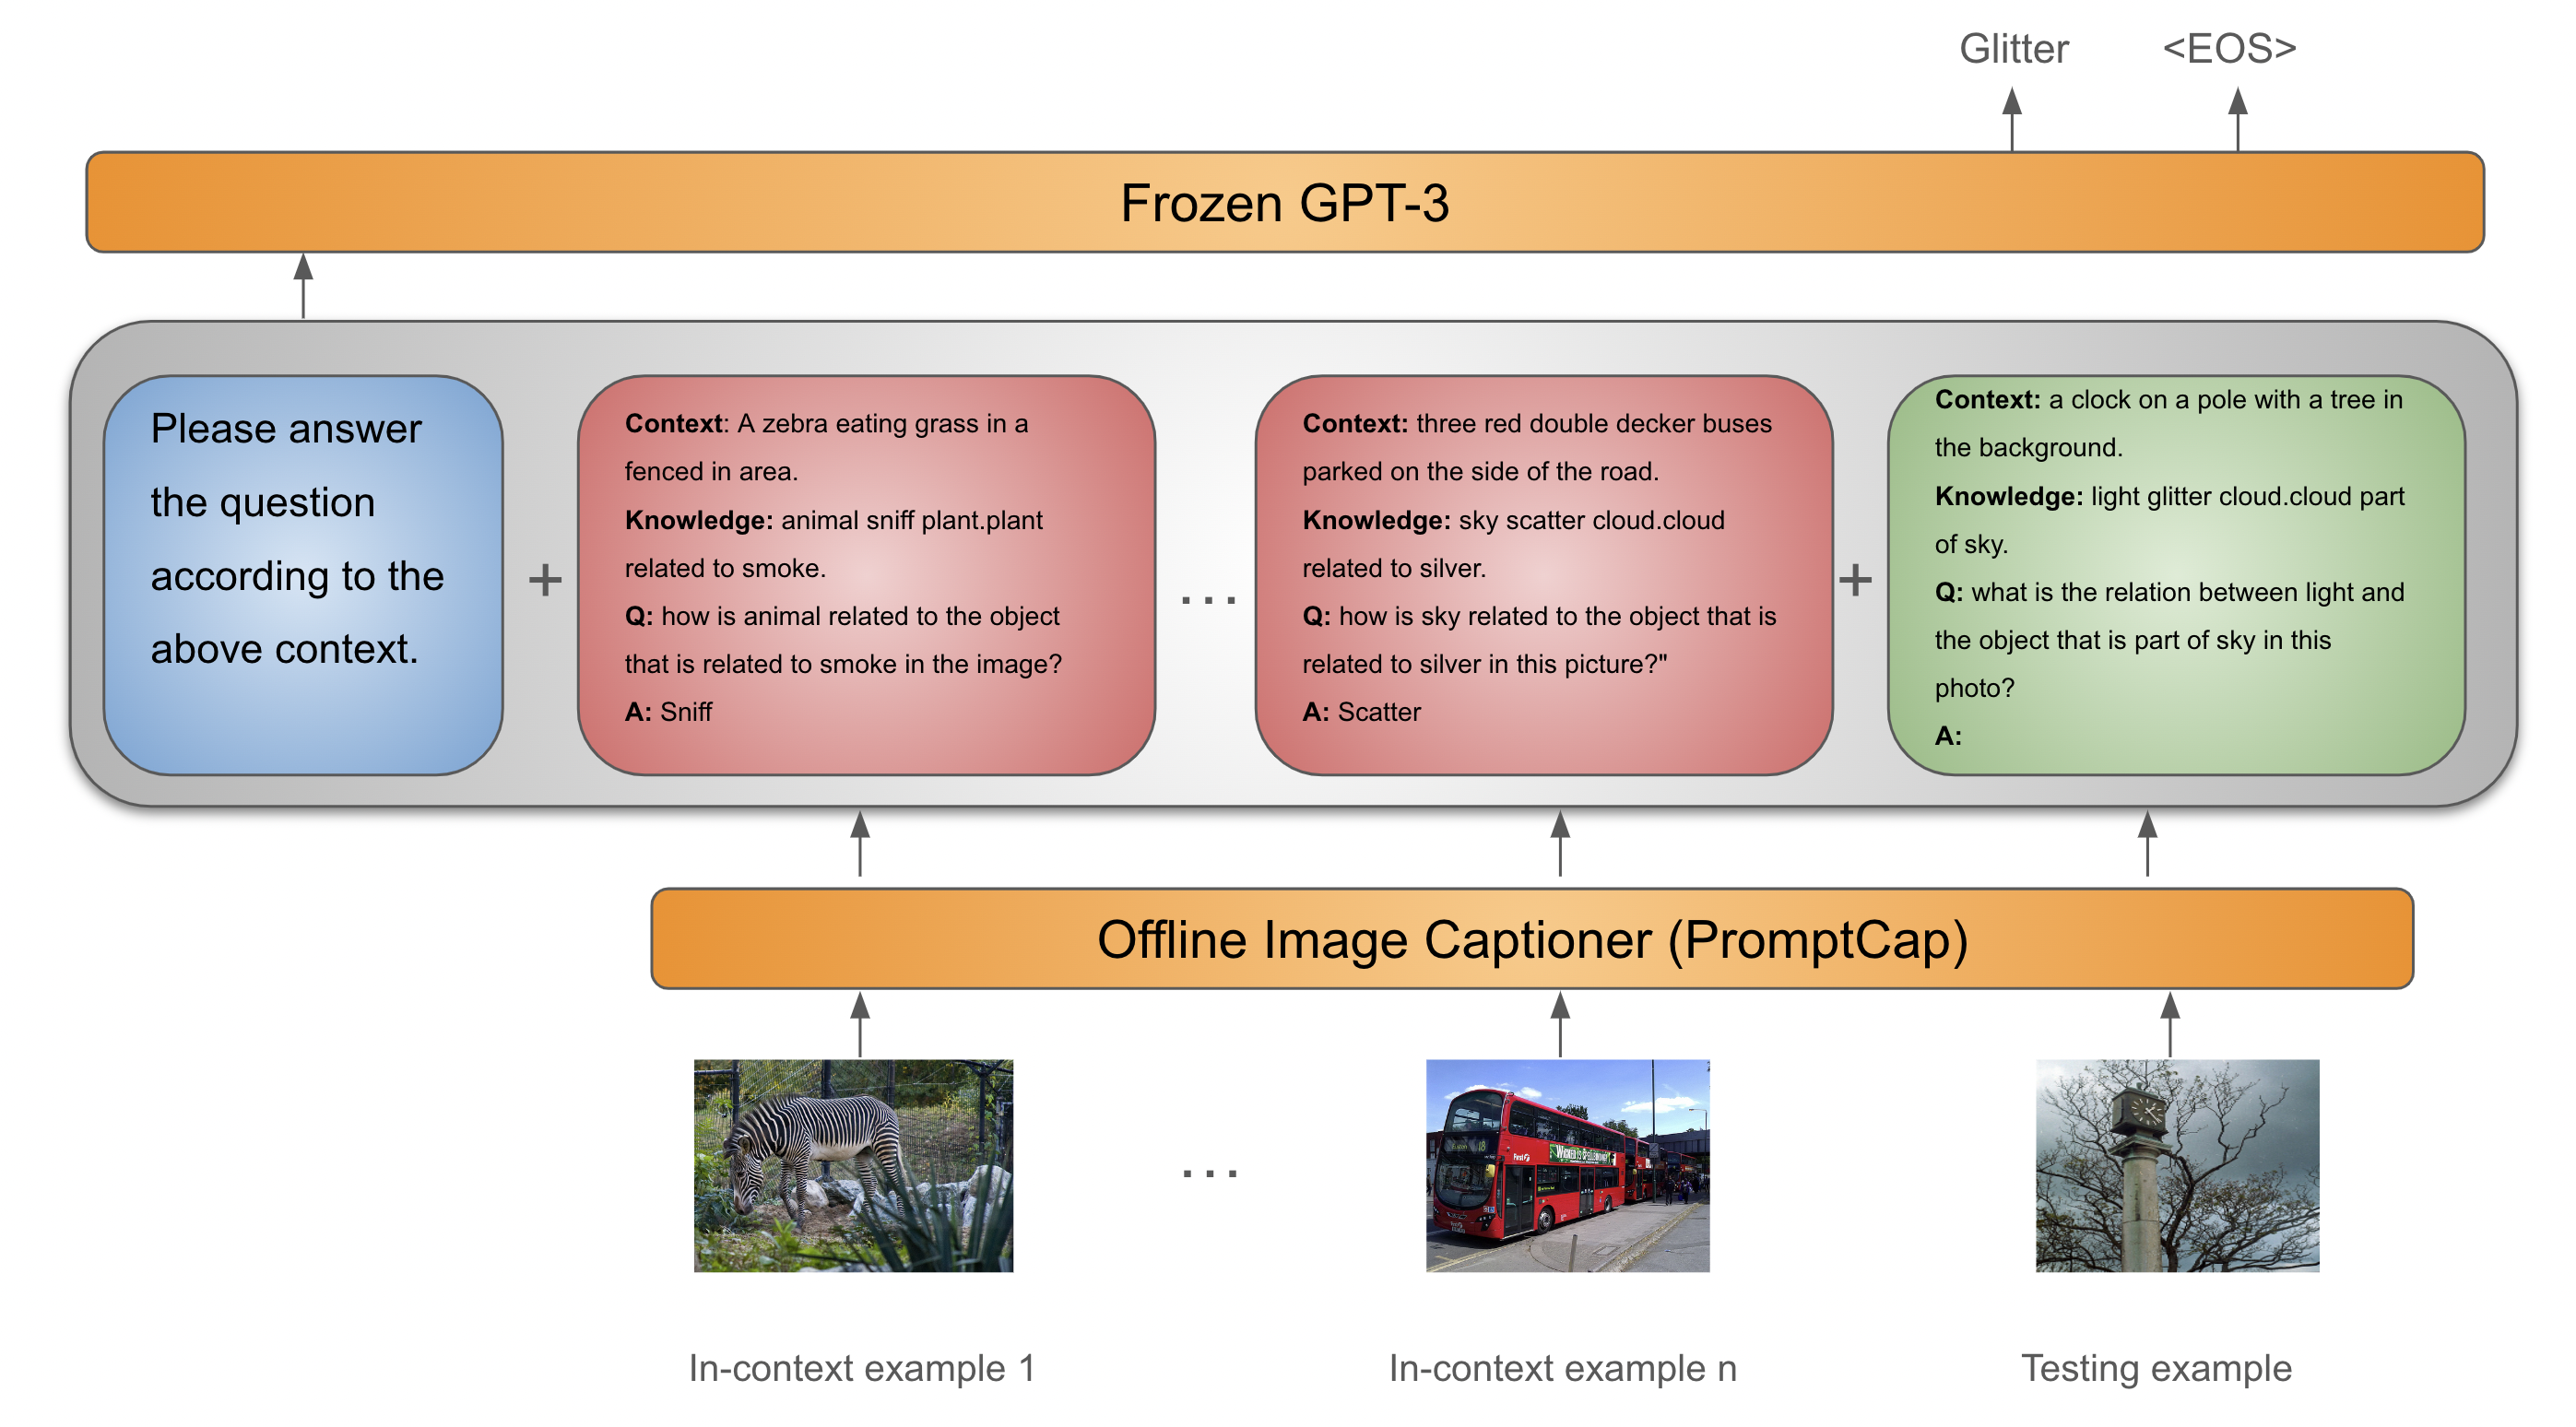 Glitter <EOS>
Frozen GPT-3
Please answer
the question
according to the
above context.
+
Context: A zebra eating grass in a
fenced in area.
Knowledge: animal sniff plant.plant
related to smoke.
Q: how is animal related to the object
that is related to smoke in the image?
A: Sniff
...
Context: three red double decker buses
parked on the side of the road.
Knowledge: sky scatter cloud.cloud
related to silver.
Q: how is sky related to the object that is
related to silver in this picture?"
A: Scatter
+
Context: a clock on a pole with a tree in
the background.
Knowledge: light glitter cloud.cloud part
of sky.
Q: what is the relation between light and
the object that is part of sky in this
photo?
A:
Offline Image Captioner (PromptCap)
...
In-context example 1
In-context example n
Testing example